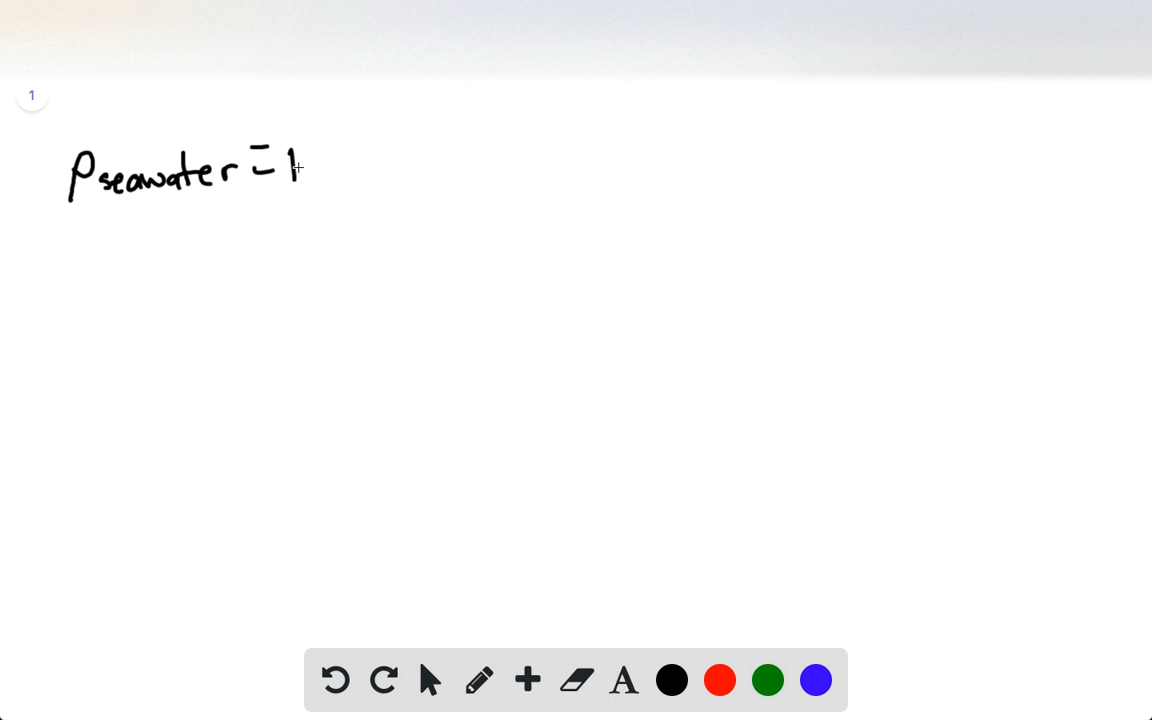 1
ρseawater = 1
A